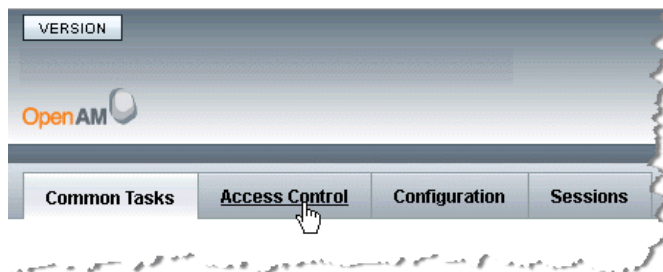 VERSION
OpenAM
Common Tasks Access Control Configuration Sessions